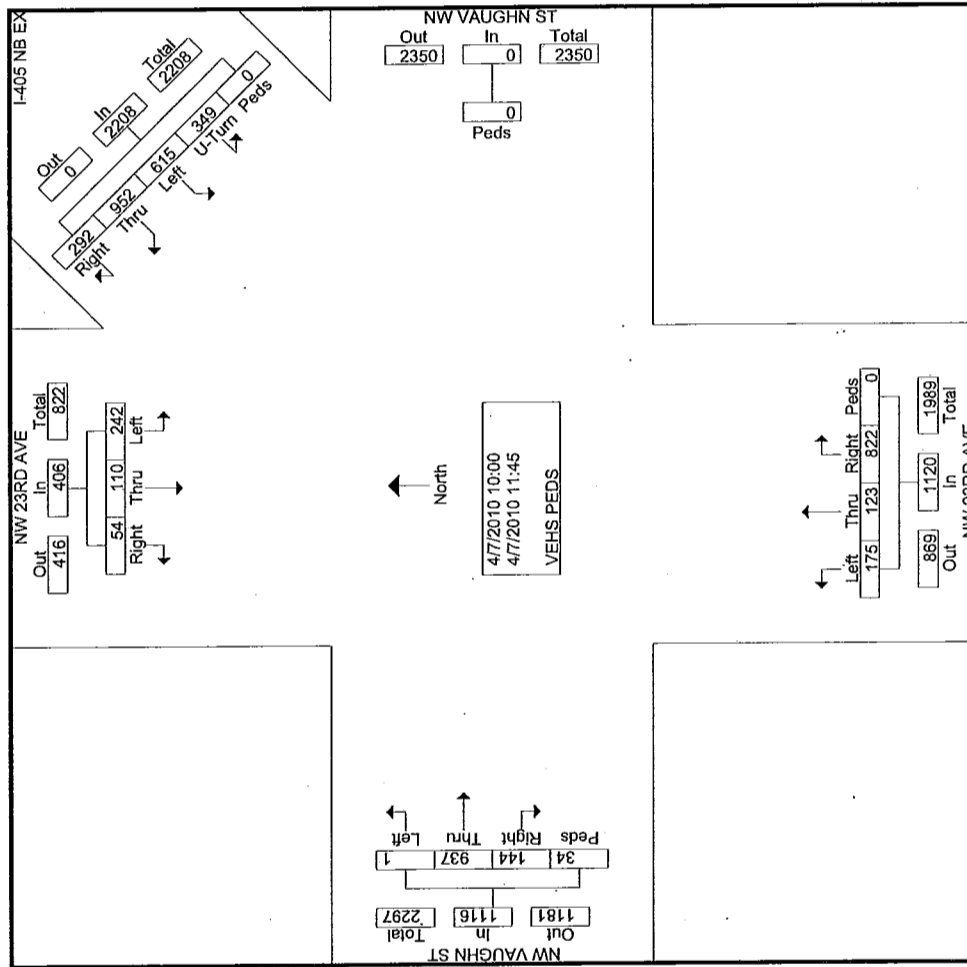 I-405 NB EX
Out In Total
0 2208 2208
292 952 615 349 0
Right Thru Left U-Turn Peds
NW VAUGHN ST
Out In Total
2350 0 2350
0
Peds
NW 23RD AVE
Out In Total
416 406 822
54 110 242
Right Thru Left
North
4/7/2010 10:00
4/7/2010 11:45
VEHS PEDS
Left Thru Right Peds
175 123 822 0
869 1120 1989
Out In Total
Left Thru Right Peds
1 937 144 34
2297 1116 1181
Total In Out
NW VAUGHN ST